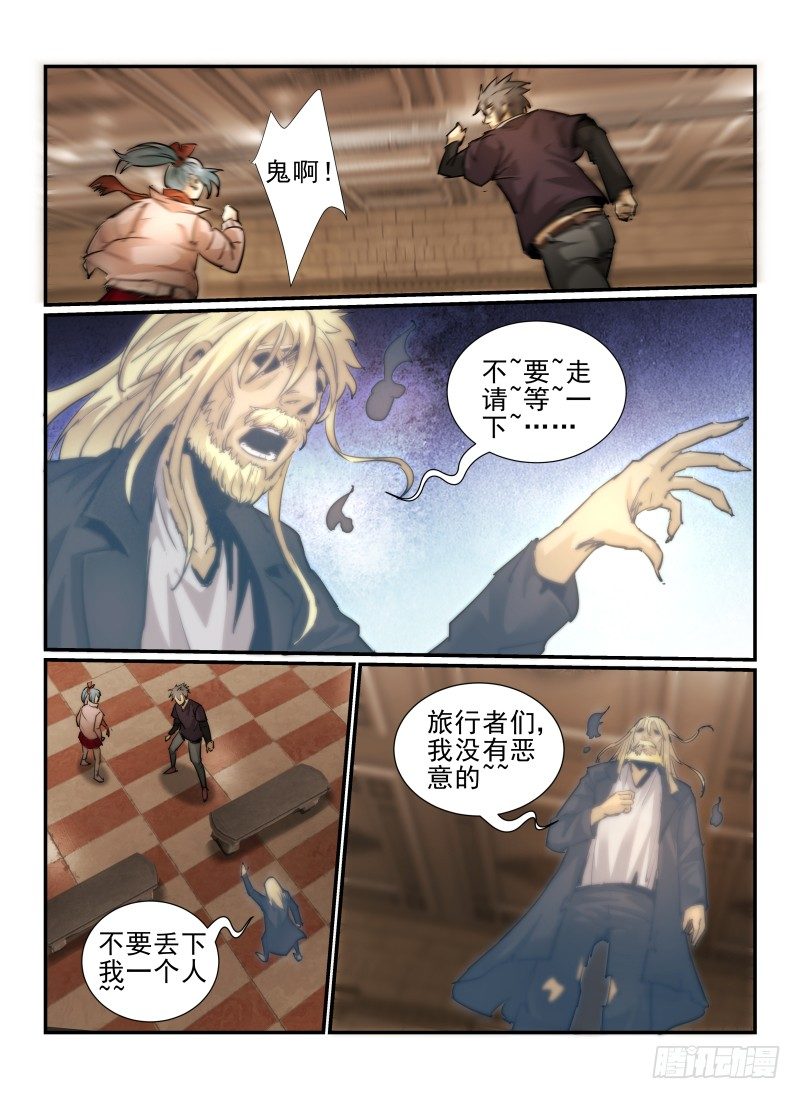 鬼啊!
不~要~走
请~等~一
下~……
不要丢下
我一个人
~~
旅行者们,
我没有恶
意的~~
腾讯动漫